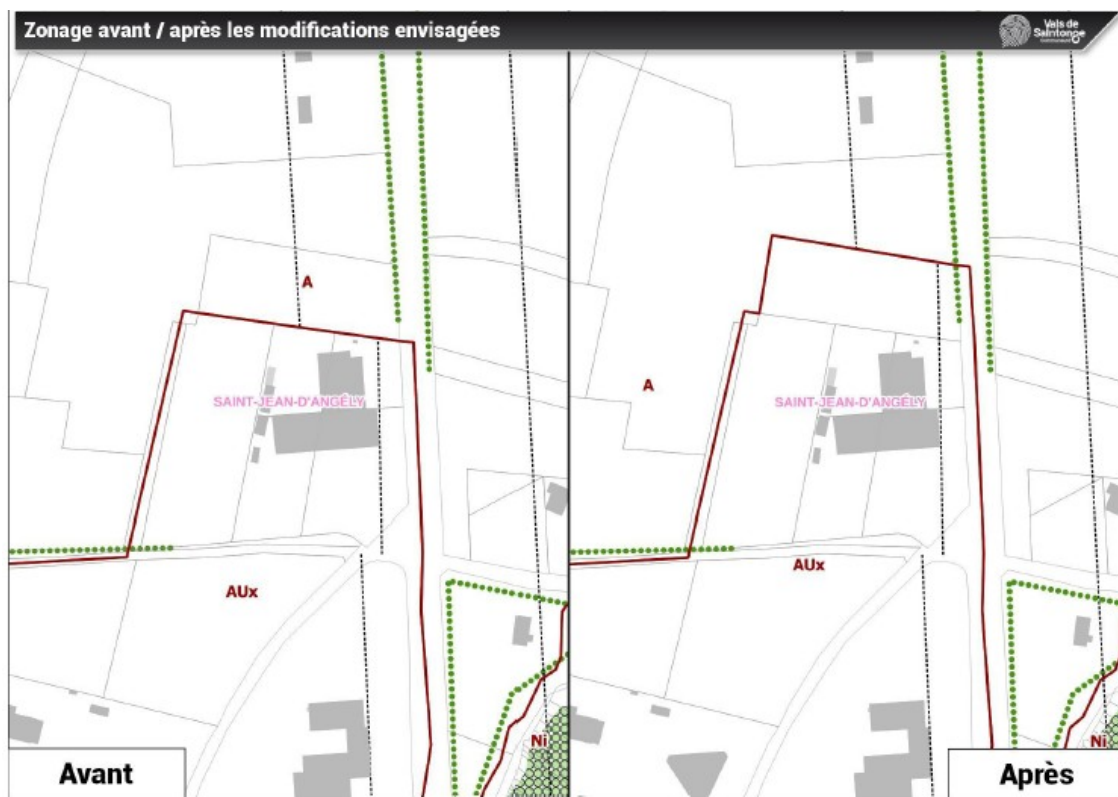 Zonage avant / après les modifications envisagées
Vals de
Saintonge
Communauté
A
SAINT-JEAN-D'ANGÉLY
AUx
Ni
Avant
A
SAINT-JEAN-D'ANGÉLY
AUx
Ni
Après